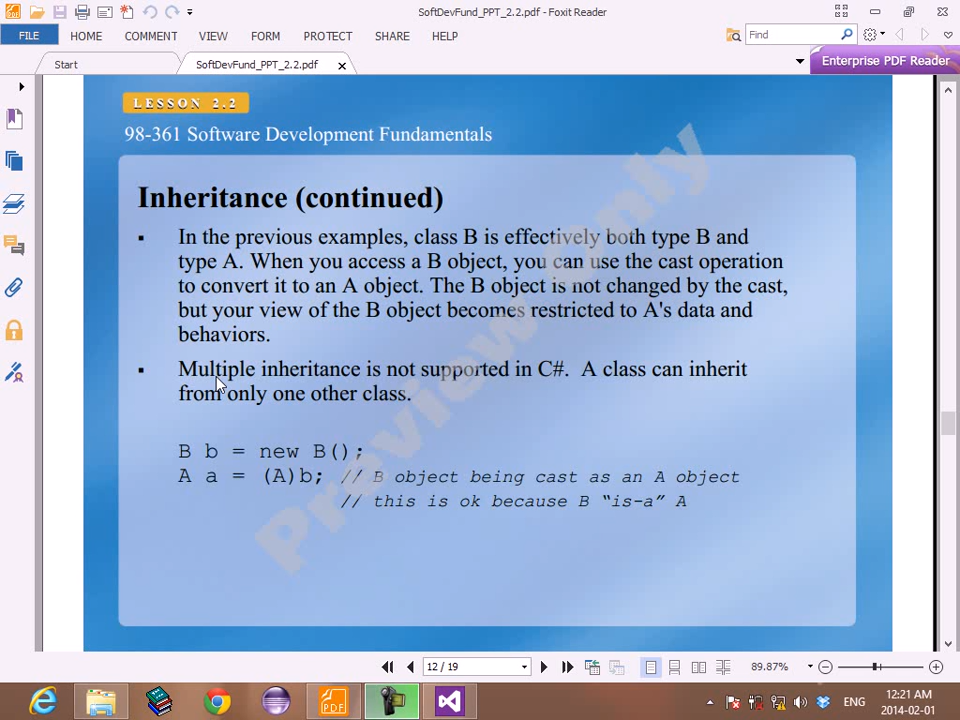 SoftDevFund_PPT_2.2.pdf - Foxit Reader
FILE HOME COMMENT VIEW FORM PROTECT SHARE HELP
Find
Start
SoftDevFund_PPT_2.2.pdf
Enterprise PDF Reader
LESSON 2.2
98-361 Software Development Fundamentals
Inheritance (continued)
▪ In the previous examples, class B is effectively both type B and
type A. When you access a B object, you can use the cast operation
to convert it to an A object. The B object is not changed by the cast,
but your view of the B object becomes restricted to A's data and
behaviors.
▪ Multiple inheritance is not supported in C#. A class can inherit
from only one other class.
B b = new B();
A a = (A)b; // B object being cast as an A object
// this is ok because B “is-a” A
Preview only
12 / 19
89.87%
PDF
ENG
12:21 AM
2014-02-01